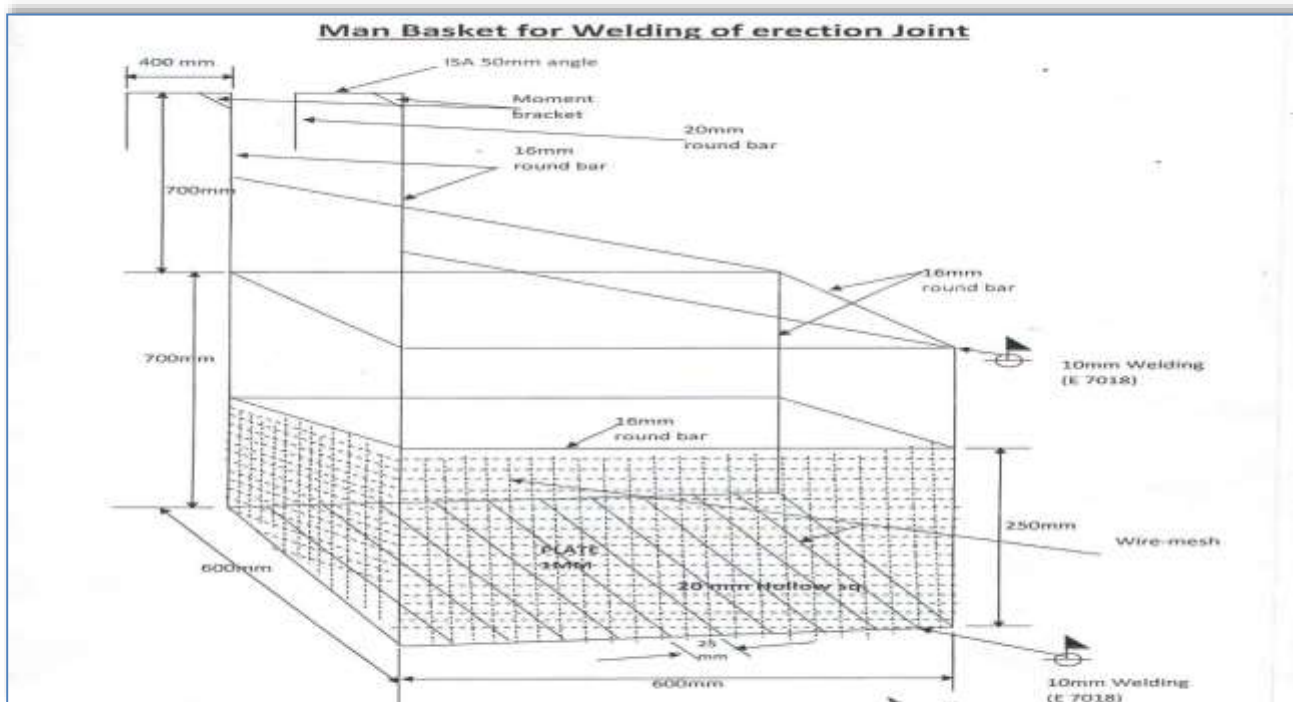 Man Basket for Welding of erection Joint
400 mm
ISA 50mm angle
Moment
bracket
20mm
round bar
16mm
round bar
700mm
16mm
round bar
700mm
10mm Welding
(E 7018)
16mm
round bar
250mm
Wire-mesh
PLATE
1MM
20 mm Hollow sq
600mm
25
mm
600mm
10mm Welding
(E 7018)